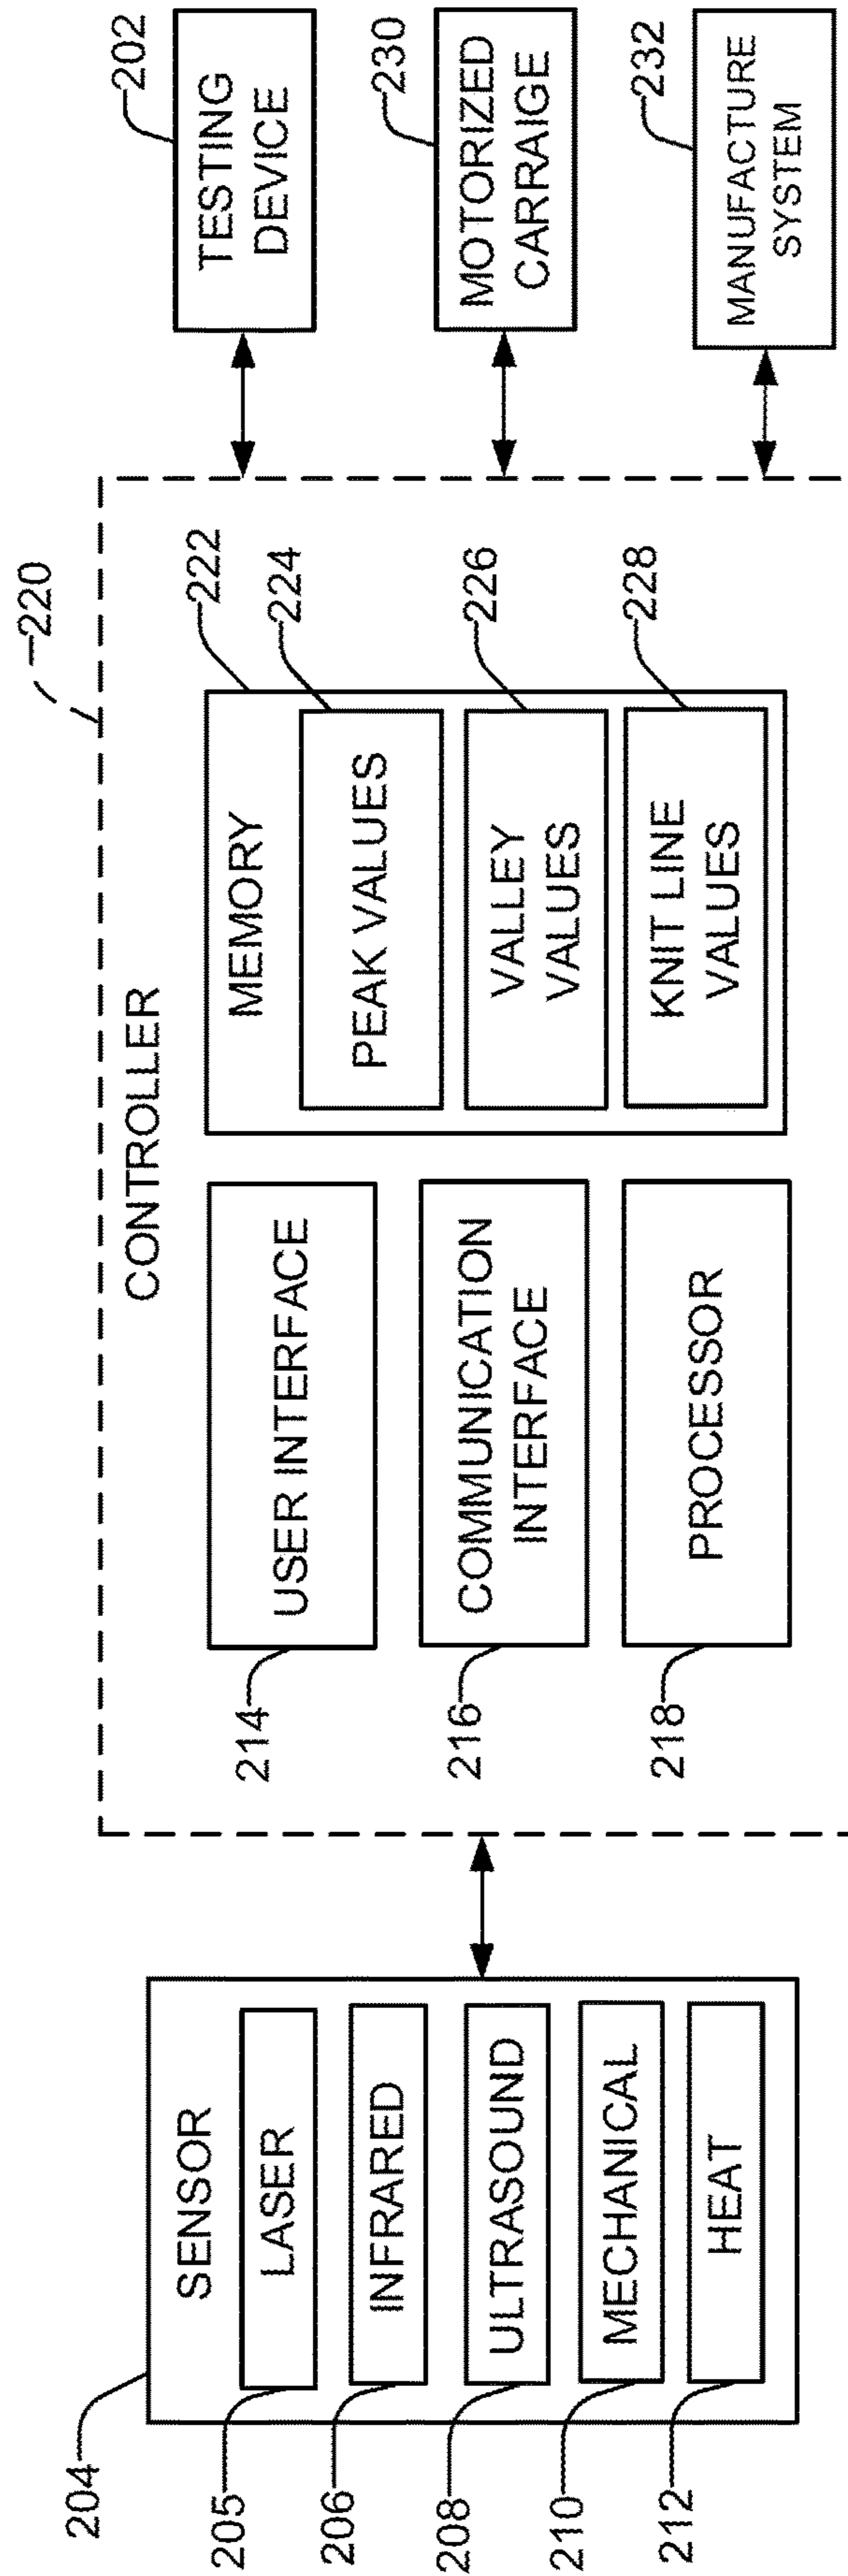 204
SENSOR
205
LASER
206
INFRARED
208
ULTRASOUND
210
MECHANICAL
212
HEAT
220
CONTROLLER
214
USER INTERFACE
216
COMMUNICATION
INTERFACE
218
PROCESSOR
222
MEMORY
224
PEAK VALUES
226
VALLEY
VALUES
228
KNIT LINE
VALUES
202
TESTING
DEVICE
230
MOTORIZED
CARRAIGE
232
MANUFACTURE
SYSTEM